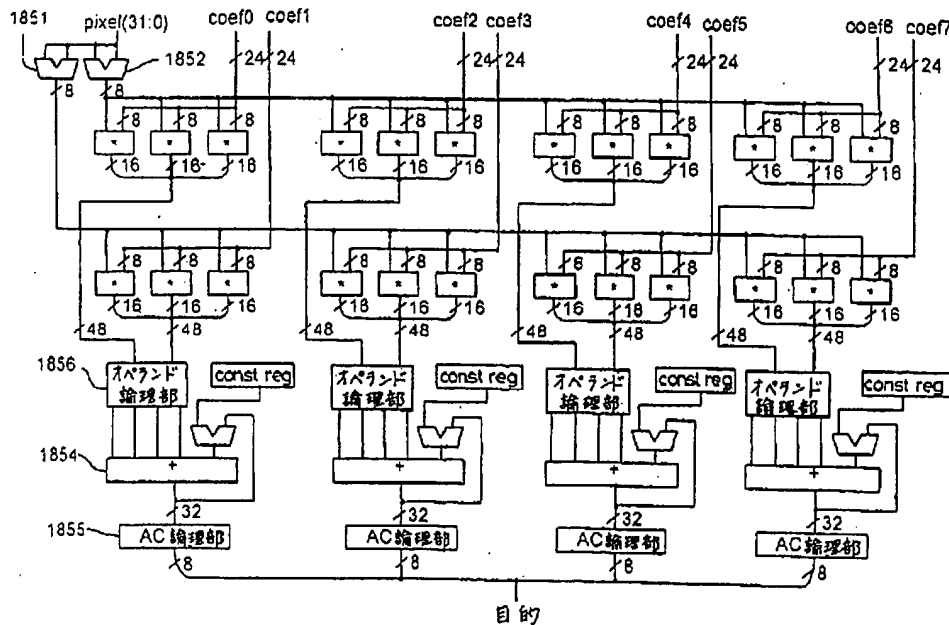 1851 pixel(31:0) coef0 coef1 coef2 coef3 coef4 coef5 coef6 coef7
1852
24 24 24 24 24 24 24 24
8 8
8 8 8 8 8 8 8 8 8 8 8 8
* * * * * * * * * * * *
16 16 16 16 16 16 16 16 16 16 16 16
8 8 8 8 8 8 6 8 8 8 8 8
* * * * * * * * * * * *
16 16 16 16 16 16 16 16 16 16 16 16
48 48 48 48 48 48 48 48
1856 オペランド論理部 const reg オペランド論理部 const reg オペランド論理部 const reg オペランド論理部 const reg
1854 + + + +
32 32 32 32
1855 AC論理部 AC論理部 AC論理部 AC論理部
8 8 8 8
目的